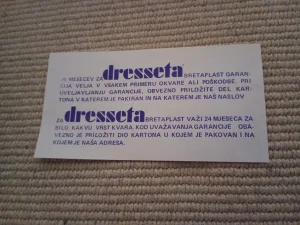 MESECEV ZA dresseta BRETAPLAST GARAN-
CIJA VELJA V VSAKEM PRIMERU OKVARE ALI POŠKODBE. PRI
UVELJAVLJANJU GARANCIJE, OBVEZNO PRILOŽITE DEL KAR-
TONA V KATEREM JE PAKIRAN IN NA KATEREM JE NAŠ NASLOV
ZA dresseta BRETAPLAST VAŽI 24 MJESECA ZA
BILO KAKVU VRST KVARA. KOD UVAŽAVANJA GARANCIJE OBA-
VEZNO JE PRILOŽITI DIO KARTONA U KOJEM JE PAKOVAN I NA
KOJEM JE NAŠA ADRESA.